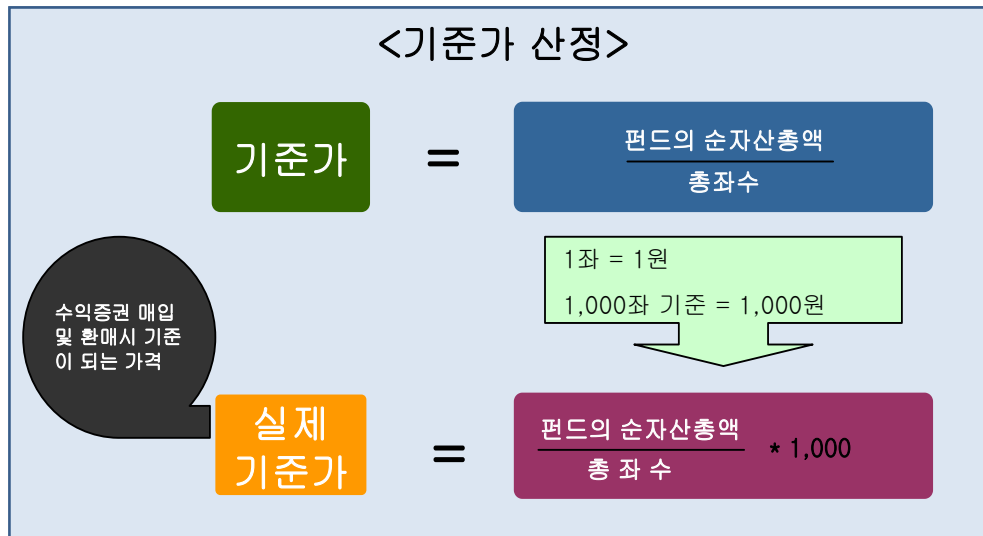 <기준가 산정>
기준가 =
펀드의 순자산총액
총좌수
1좌 = 1원
1,000좌 기준 = 1,000원
수익증권 매입
및 환매시 기준
이 되는 가격
실제
기준가
=
펀드의 순자산총액
총 좌 수
* 1,000